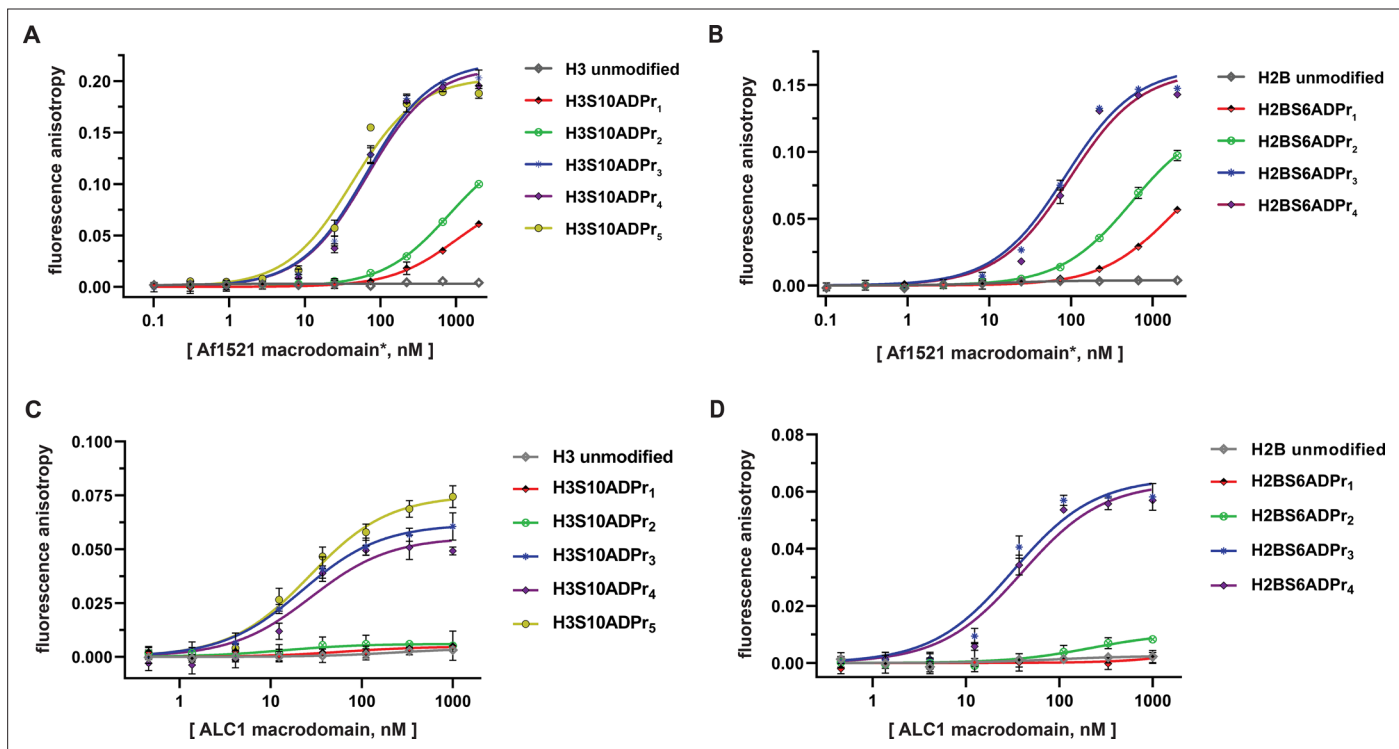 A
fluorescence anisotropy
0.20
0.15
0.10
0.05
0.00
0.1
1
10
100
1000
[ Af1521 macrodomain*, nM ]
H3 unmodified
H3S10ADPr1
H3S10ADPr2
H3S10ADPr3
H3S10ADPr4
H3S10ADPr5
B
fluorescence anisotropy
0.15
0.10
0.05
0.00
0.1
1
10
100
1000
[ Af1521 macrodomain*, nM ]
H2B unmodified
H2BS6ADPr1
H2BS6ADPr2
H2BS6ADPr3
H2BS6ADPr4
C
fluorescence anisotropy
0.100
0.075
0.050
0.025
0.000
1
10
100
1000
[ ALC1 macrodomain, nM ]
H3 unmodified
H3S10ADPr1
H3S10ADPr2
H3S10ADPr3
H3S10ADPr4
H3S10ADPr5
D
fluorescence anisotropy
0.08
0.06
0.04
0.02
0.00
1
10
100
1000
[ ALC1 macrodomain, nM ]
H2B unmodified
H2BS6ADPr1
H2BS6ADPr2
H2BS6ADPr3
H2BS6ADPr4